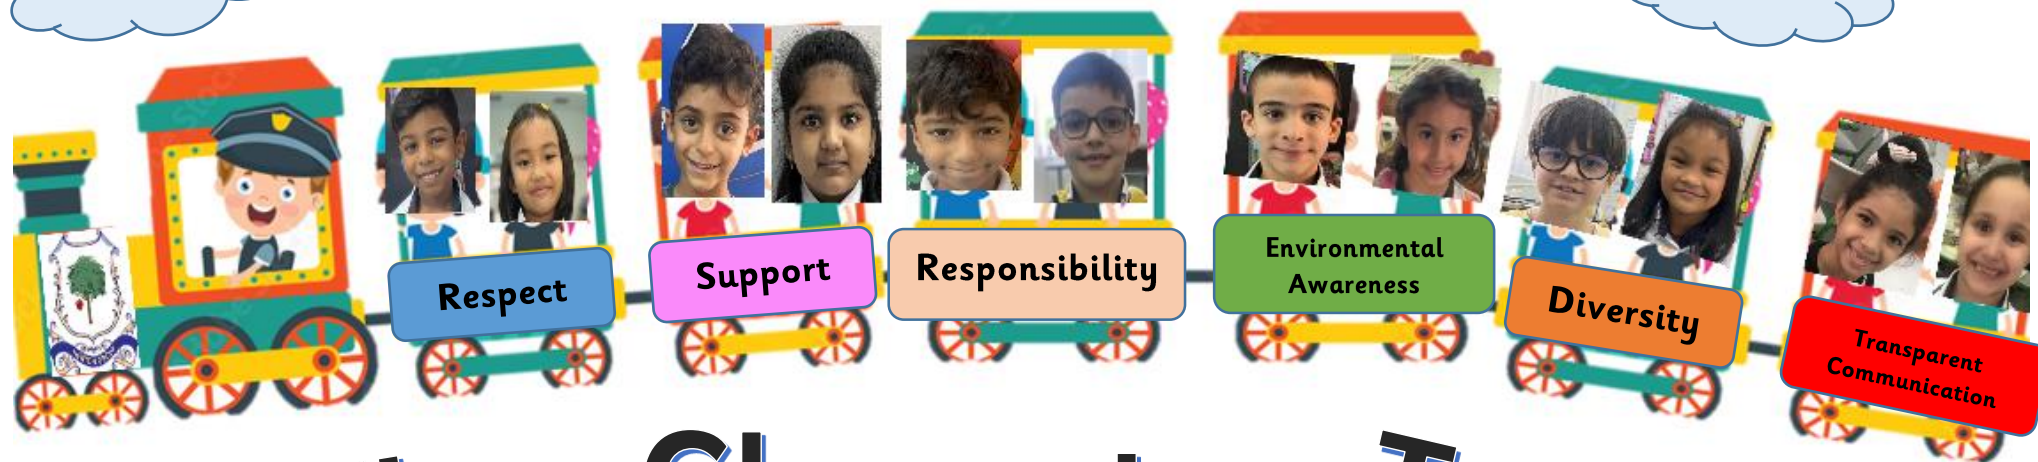 Respect
Support
Responsibility
Environmental
Awareness
Diversity
Transparent
Communication